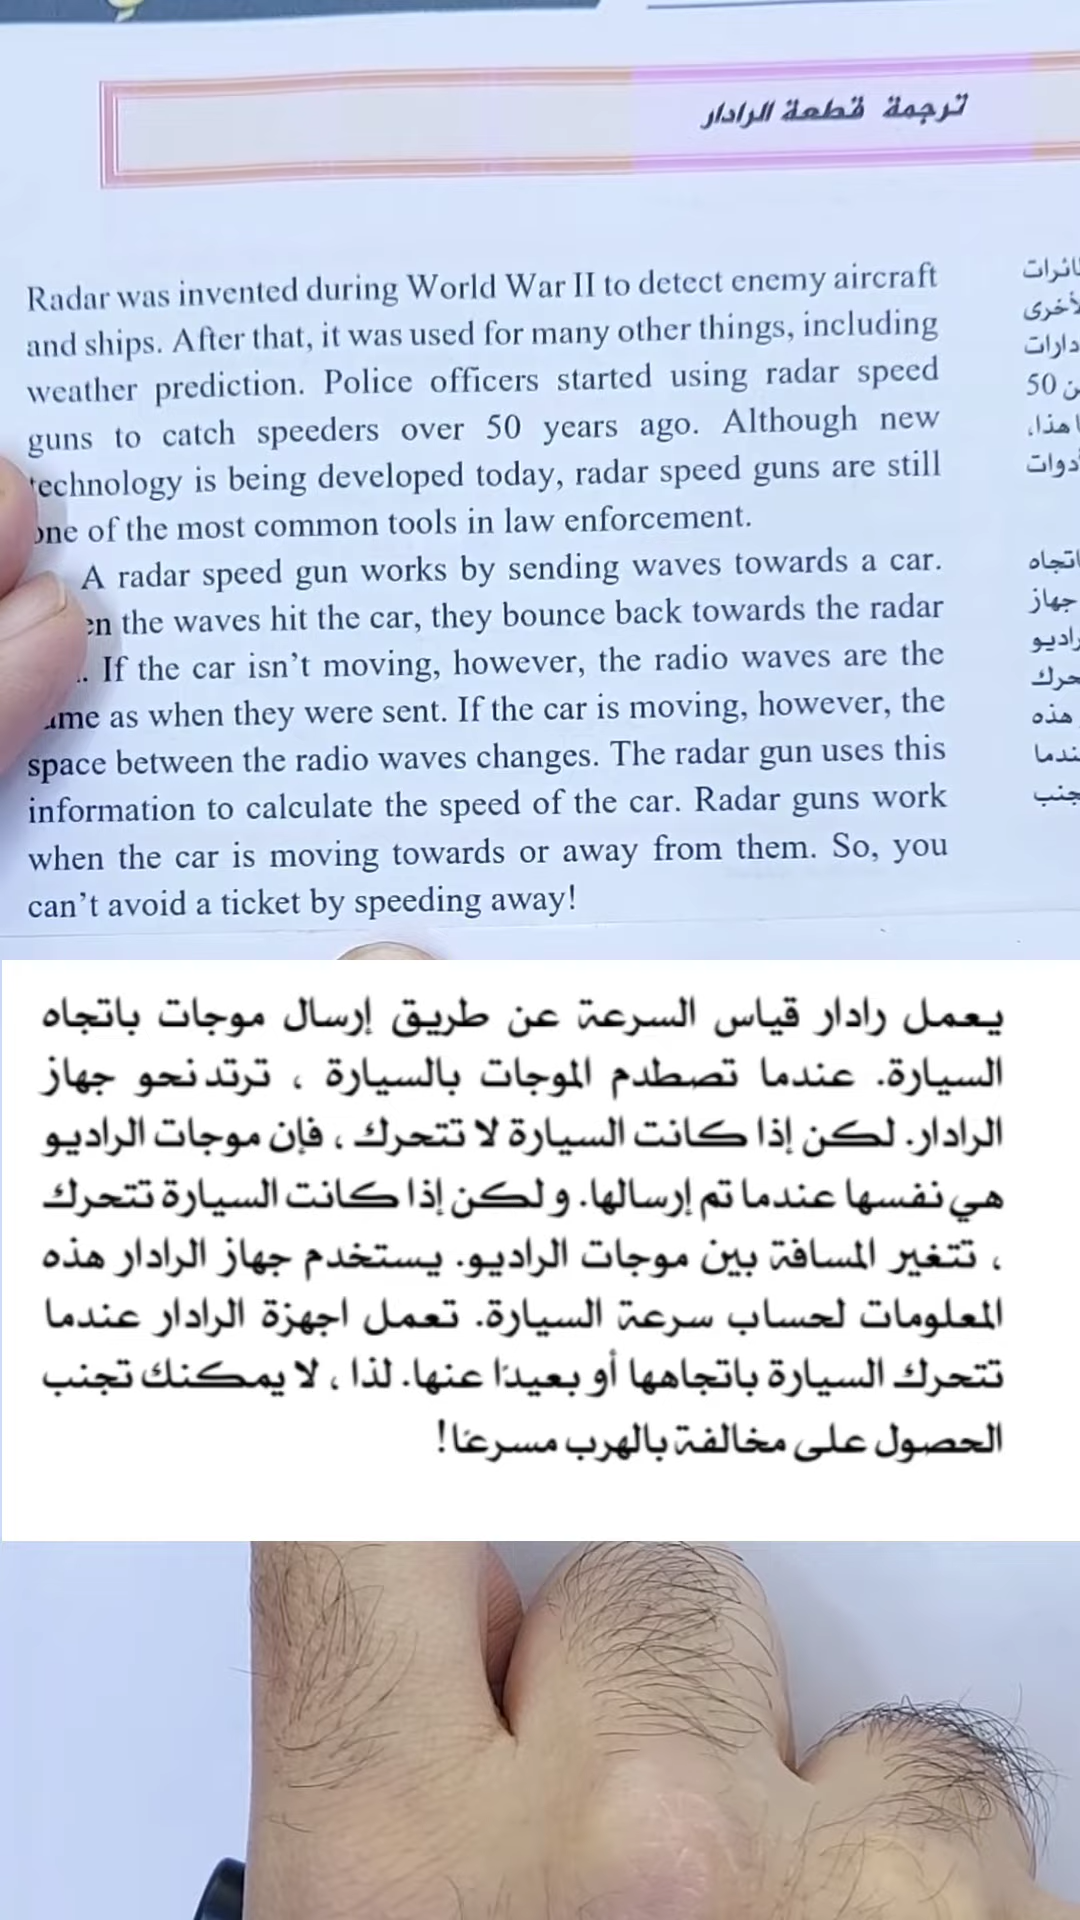 ترجمة قطعة الرادار
Radar was invented during World War II to detect enemy aircraft
and ships. After that, it was used for many other things, including
weather prediction. Police officers started using radar speed
guns to catch speeders over 50 years ago. Although new
technology is being developed today, radar speed guns are still
one of the most common tools in law enforcement.
A radar speed gun works by sending waves towards a car.
the waves hit the car, they bounce back towards the radar
If the car isn't moving, however, the radio waves are the
as when they were sent. If the car is moving, however, the
space between the radio waves changes. The radar gun uses this
information to calculate the speed of the car. Radar guns work
when the car is moving towards or away from them. So, you
can't avoid a ticket by speeding away!
50
هذا،
اتجاه
جهاز
هذه
يعمل رادار قياس السرعة عن طريق إرسال موجات باتجاه
السيارة. عندما تصطدم الموجات بالسيارة ، ترتد نحو جهاز
الرادار. لكن إذا كانت السيارة لا تتحرك ، فإن موجات الراديو
هي نفسها عندما تم إرسالها. ولكن إذا كانت السيارة تتحرك
، تتغير المسافة بين موجات الراديو. يستخدم جهاز الرادار هذه
المعلومات لحساب سرعة السيارة. تعمل اجهزة الرادار عندما
تتحرك السيارة باتجاهها أو بعيدًا عنها. لذا ، لا يمكنك تجنب
الحصول على مخالفة بالهرب مسرعًا!